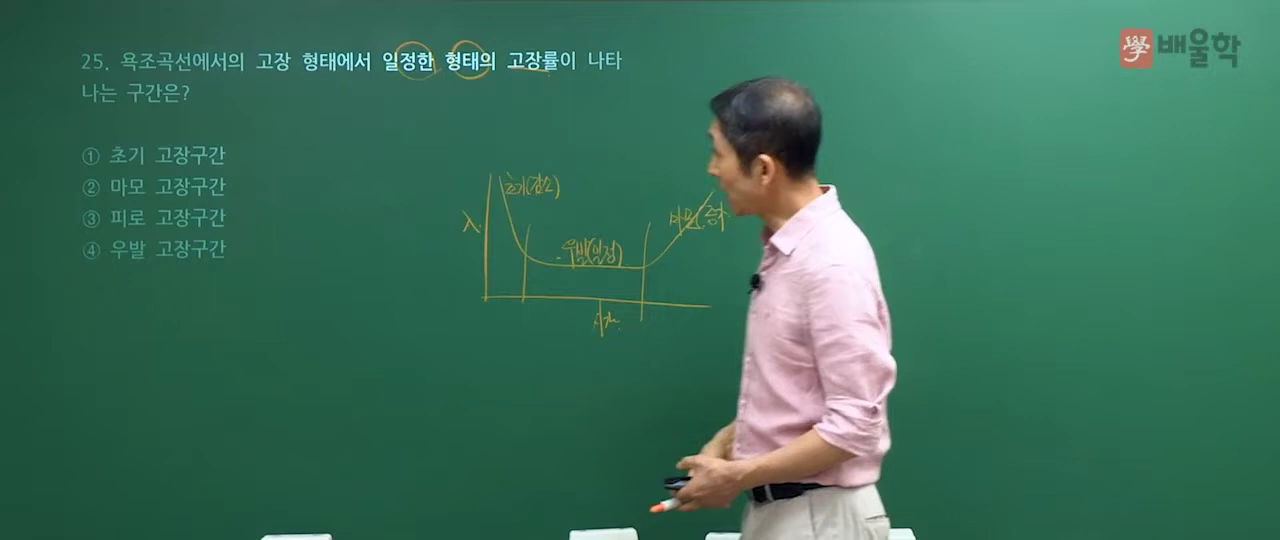 25. 욕조곡선에서의 고장 형태에서 일정한 형태의 고장률이 나타
나는 구간은?
① 초기 고장구간
② 마모 고장구간
③ 피로 고장구간
④ 우발 고장구간
學 배울학
초기(감소)
λ
우발(일정)
마모(증가)
시간